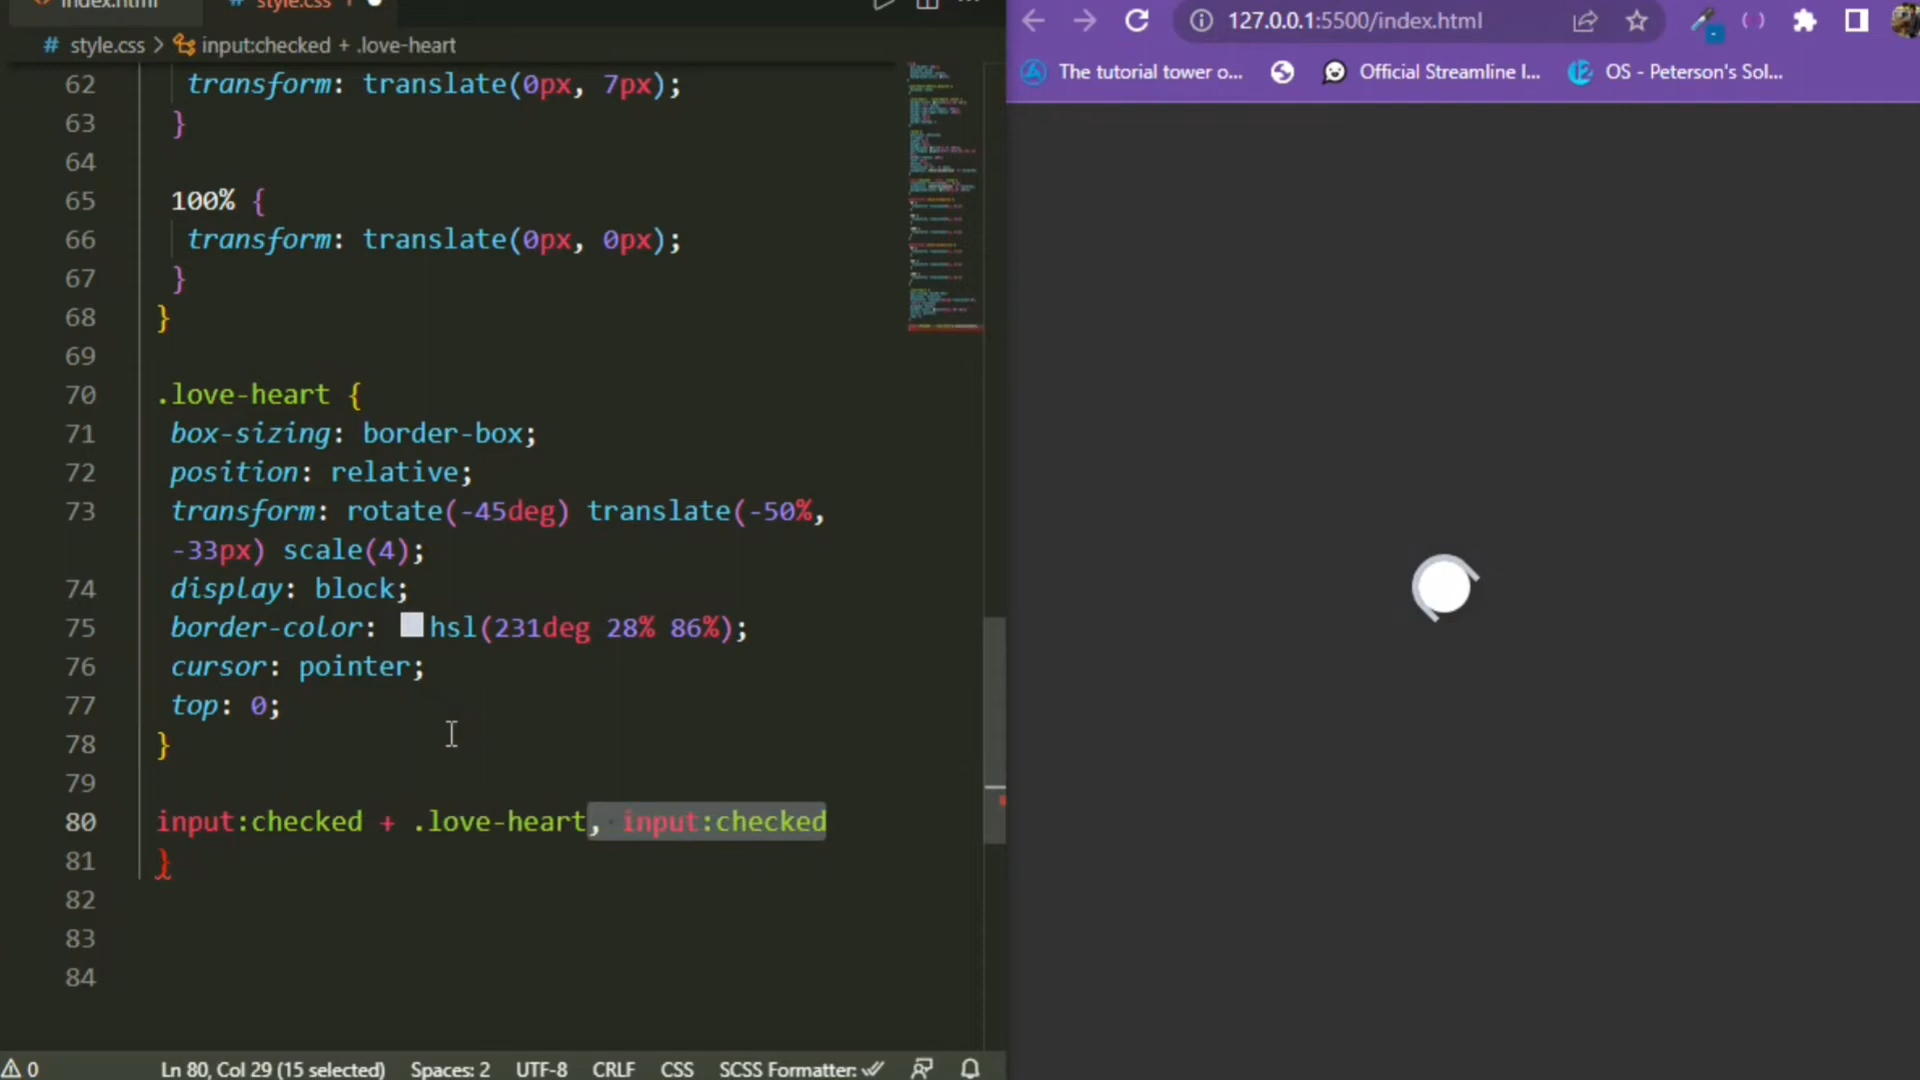 index.html
# style.css
# style.css > input:checked + .love-heart
62 transform: translate(0px, 7px);
63 }
64
65 100% {
66 transform: translate(0px, 0px);
67 }
68 }
69
70 .love-heart {
71 box-sizing: border-box;
72 position: relative;
73 transform: rotate(-45deg) translate(-50%,
-33px) scale(4);
74 display: block;
75 border-color: hsl(231deg 28% 86%);
76 cursor: pointer;
77 top: 0;
78 }
79
80 input:checked + .love-heart, input:checked
81 }
82
83
84
0 Ln 80, Col 29 (15 selected) Spaces: 2 UTF-8 CRLF CSS SCSS Formatter:
127.0.0.1:5500/index.html
The tutorial tower o... Official Streamline I... OS - Peterson's Sol...